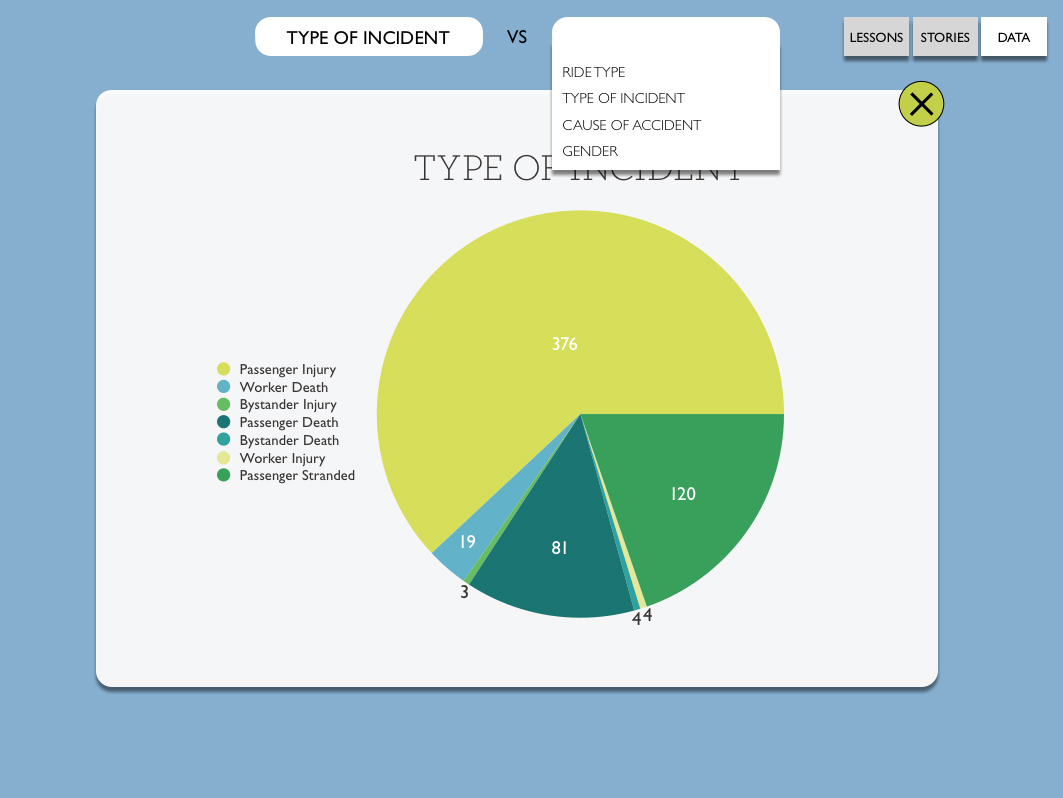 TYPE OF INCIDENT
VS
LESSONS
STORIES
DATA
RIDE TYPE
TYPE OF INCIDENT
CAUSE OF ACCIDENT
GENDER
TYPE OF INCIDENT
376
Passenger Injury
Worker Death
Bystander Injury
Passenger Death
Bystander Death
Worker Injury
Passenger Stranded
120
19
81
3
4
4